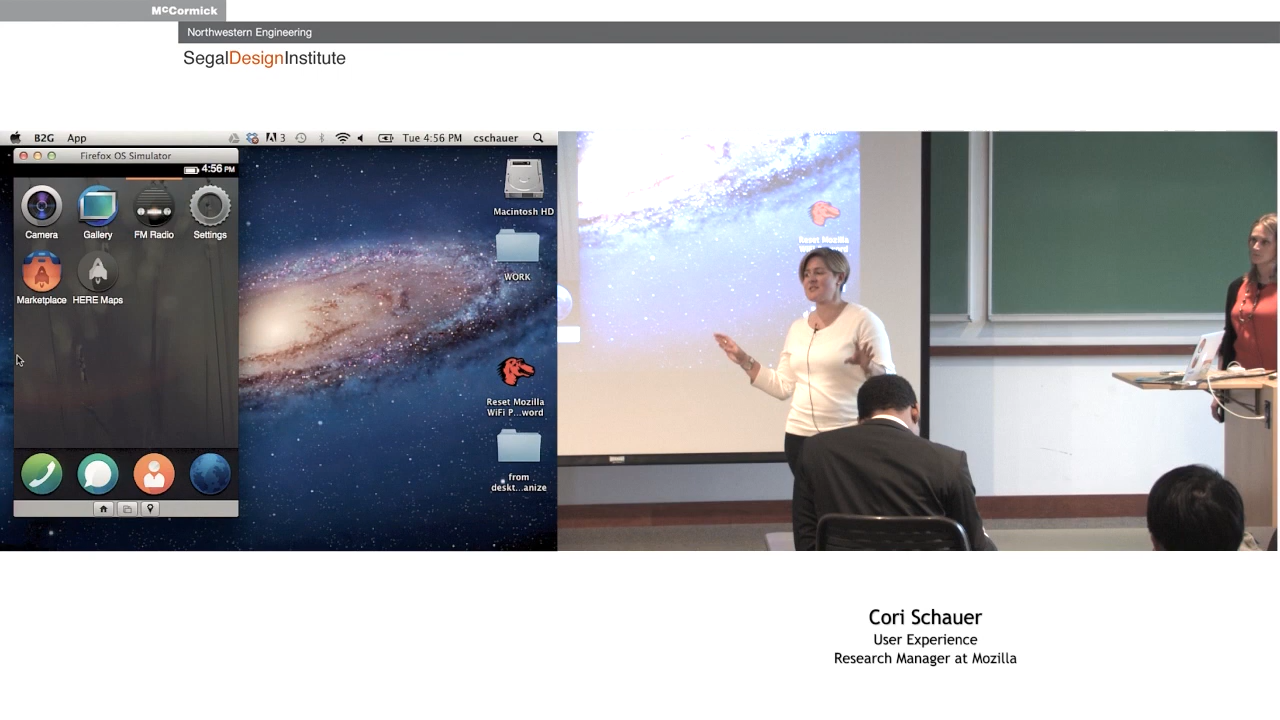 McCormick
Northwestern Engineering
SegalDesignInstitute
B2G App 3 Tue 4:56 PM cschauer
Firefox OS Simulator
4:56 PM
Camera Gallery FM Radio Settings
Marketplace HERE Maps
Macintosh HD
WORK
Reset Mozilla
WiFi P...word
from
deskt...anize
Reset Mozilla
Cori Schauer
User Experience
Research Manager at Mozilla